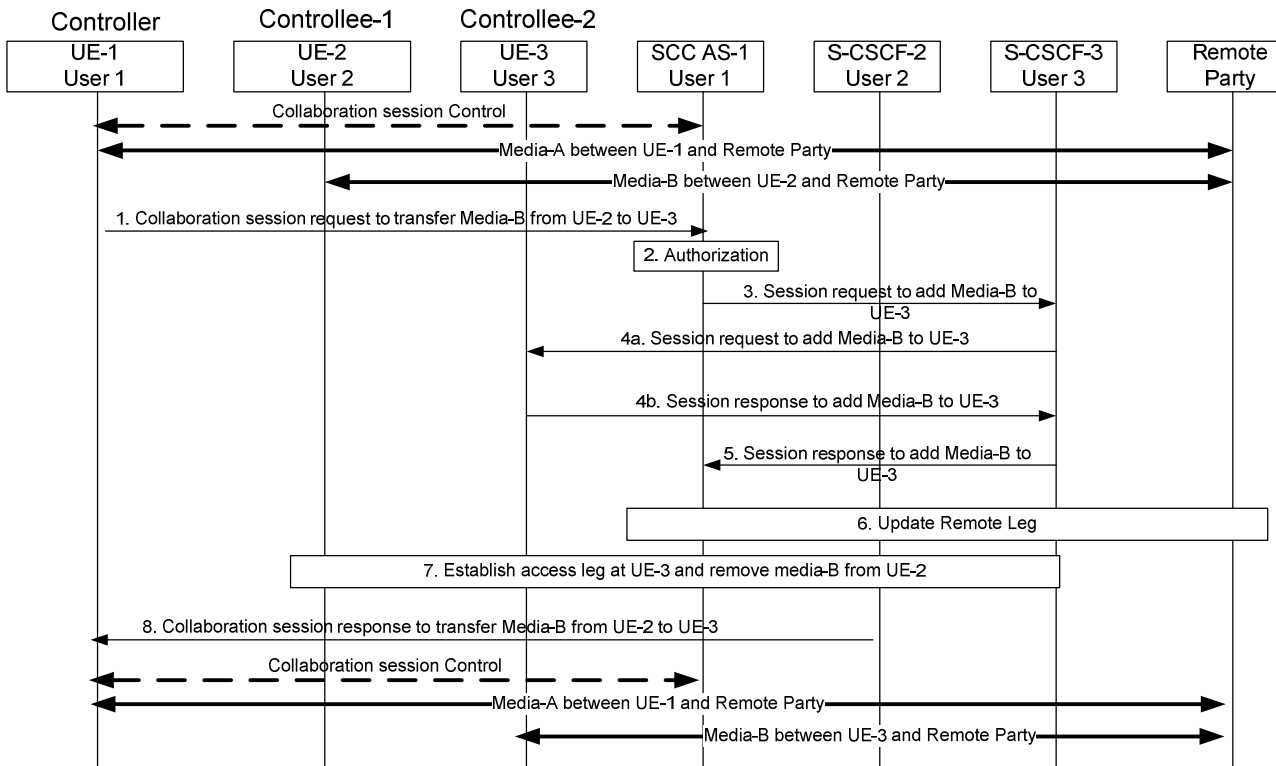 Controller
Controllee-1
Controllee-2
UE-1
User 1
UE-2
User 2
UE-3
User 3
SCC AS-1
User 1
S-CSCF-2
User 2
S-CSCF-3
User 3
Remote
Party
Collaboration session Control
Media-A between UE-1 and Remote Party
Media-B between UE-2 and Remote Party
1. Collaboration session request to transfer Media-B from UE-2 to UE-3
2. Authorization
3. Session request to add Media-B to
UE-3
4a. Session request to add Media-B to UE-3
4b. Session response to add Media-B to UE-3
5. Session response to add Media-B to
UE-3
6. Update Remote Leg
7. Establish access leg at UE-3 and remove media-B from UE-2
8. Collaboration session response to transfer Media-B from UE-2 to UE-3
Collaboration session Control
Media-A between UE-1 and Remote Party
Media-B between UE-3 and Remote Party